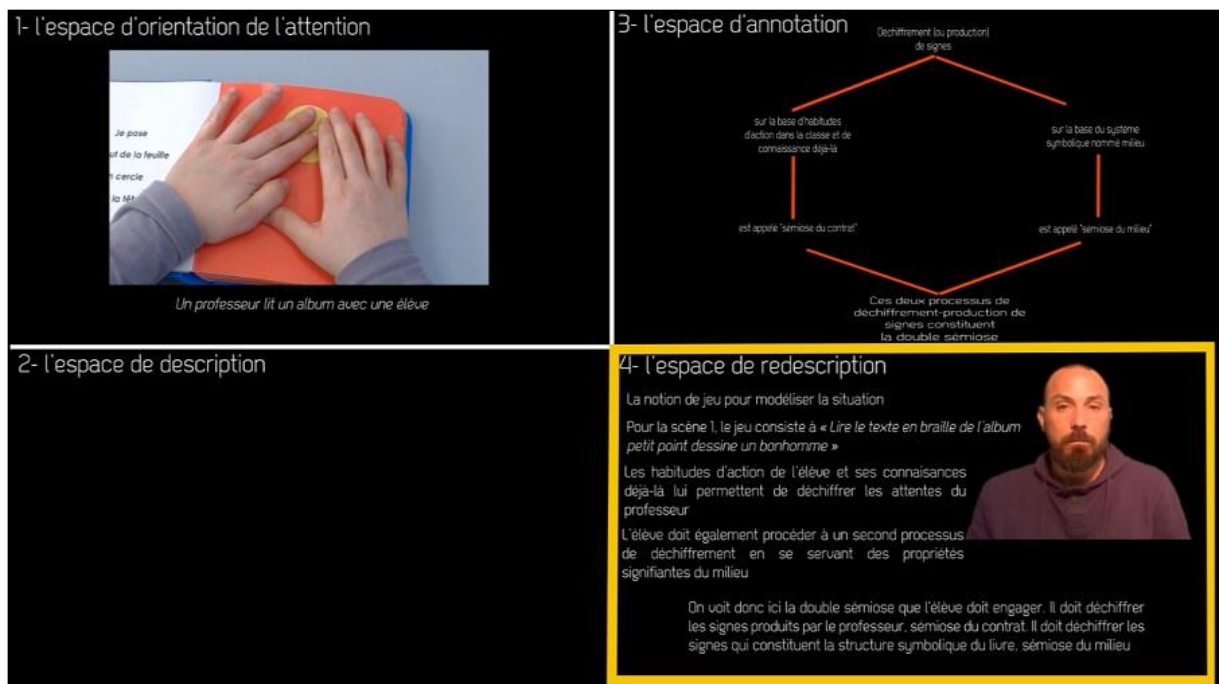 1- l'espace d'orientation de l'attention
Je pose
ut de la feuille
cercle
la têt
Un professeur lit un album avec une élève
3- l'espace d'annotation
Dechiffrement (ou production)
de signes
sur la base d'habitudes
d'action dans la classe et de
connaissance déjà-là
sur la base du système
symbolique nommé milieu
est appelé "sémiose du contrat"
est appelé "sémiose du milieu"
Ces deux processus de
déchiffrement-production de
signes constituent
la double sémiose
2- l'espace de description
4- l'espace de redescription
La notion de jeu pour modéliser la situation
Pour la scène 1, le jeu consiste à « Lire le texte en braille de l'album
petit point dessine un bonhomme »
Les habitudes d'action de l'élève et ses connaisances
déjà-là lui permettent de déchiffrer les attentes du
professeur
L'élève doit également procéder à un second processus
de déchiffrement en se servant des propriétés
signifiantes du milieu
On voit donc ici la double sémiose que l'élève doit engager. Il doit déchiffrer
les signes produits par le professeur, sémiose du contrat. Il doit déchiffrer les
signes qui constituent la structure symbolique du livre, sémiose du milieu